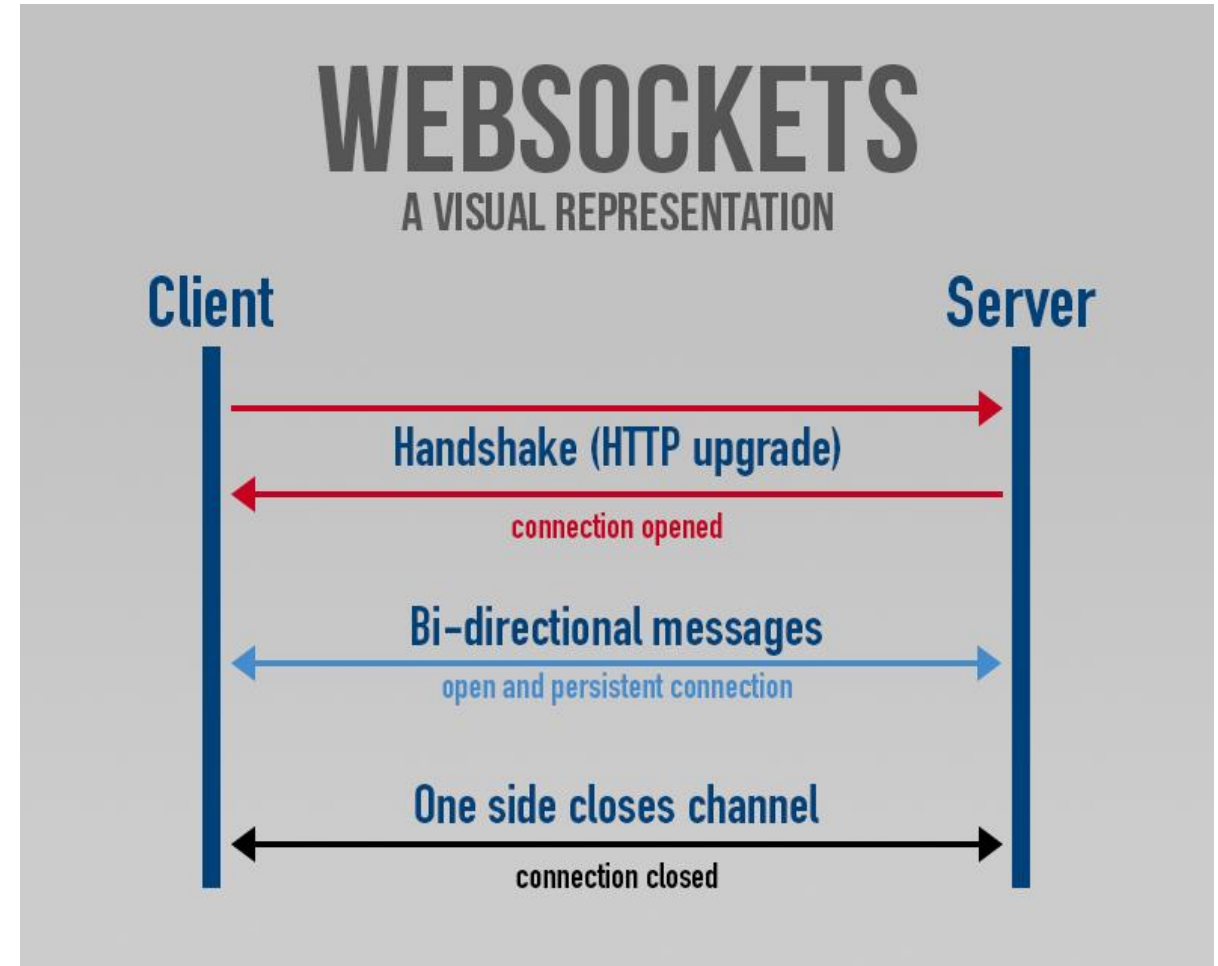 WEBSOCKETS
A VISUAL REPRESENTATION
Client
Server
Handshake (HTTP upgrade)
connection opened
Bi-directional messages
open and persistent connection
One side closes channel
connection closed